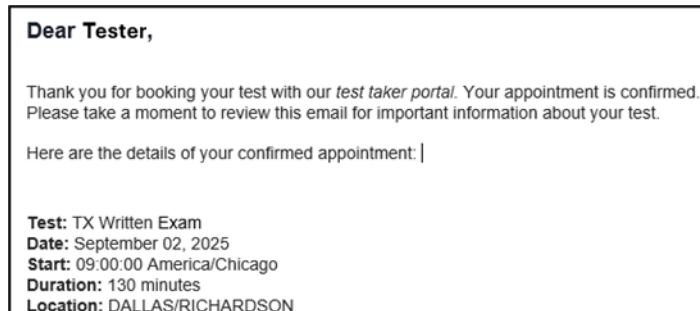 Dear Tester,
Thank you for booking your test with our test taker portal. Your appointment is confirmed.
Please take a moment to review this email for important information about your test.
Here are the details of your confirmed appointment:
Test: TX Written Exam
Date: September 02, 2025
Start: 09:00:00 America/Chicago
Duration: 130 minutes
Location: DALLAS/RICHARDSON